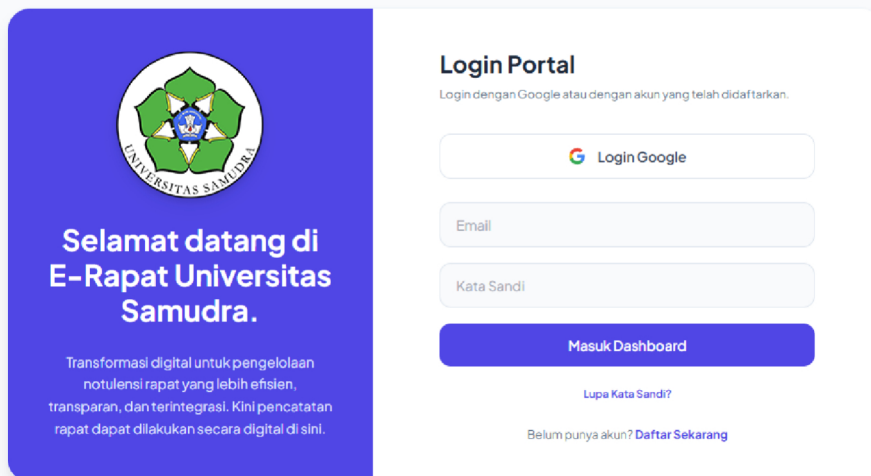 UNIVERSITAS SAMUDRA
Selamat datang di
E-Rapat Universitas
Samudra.
Transformasi digital untuk pengelolaan
notulensi rapat yang lebih efisien,
transparan, dan terintegrasi. Kini pencatatan
rapat dapat dilakukan secara digital di sini.
Login Portal
Login dengan Google atau dengan akun yang telah didaftarkan.
Login Google
Email
Kata Sandi
Masuk Dashboard
Lupa Kata Sandi?
Belum punya akun? Daftar Sekarang